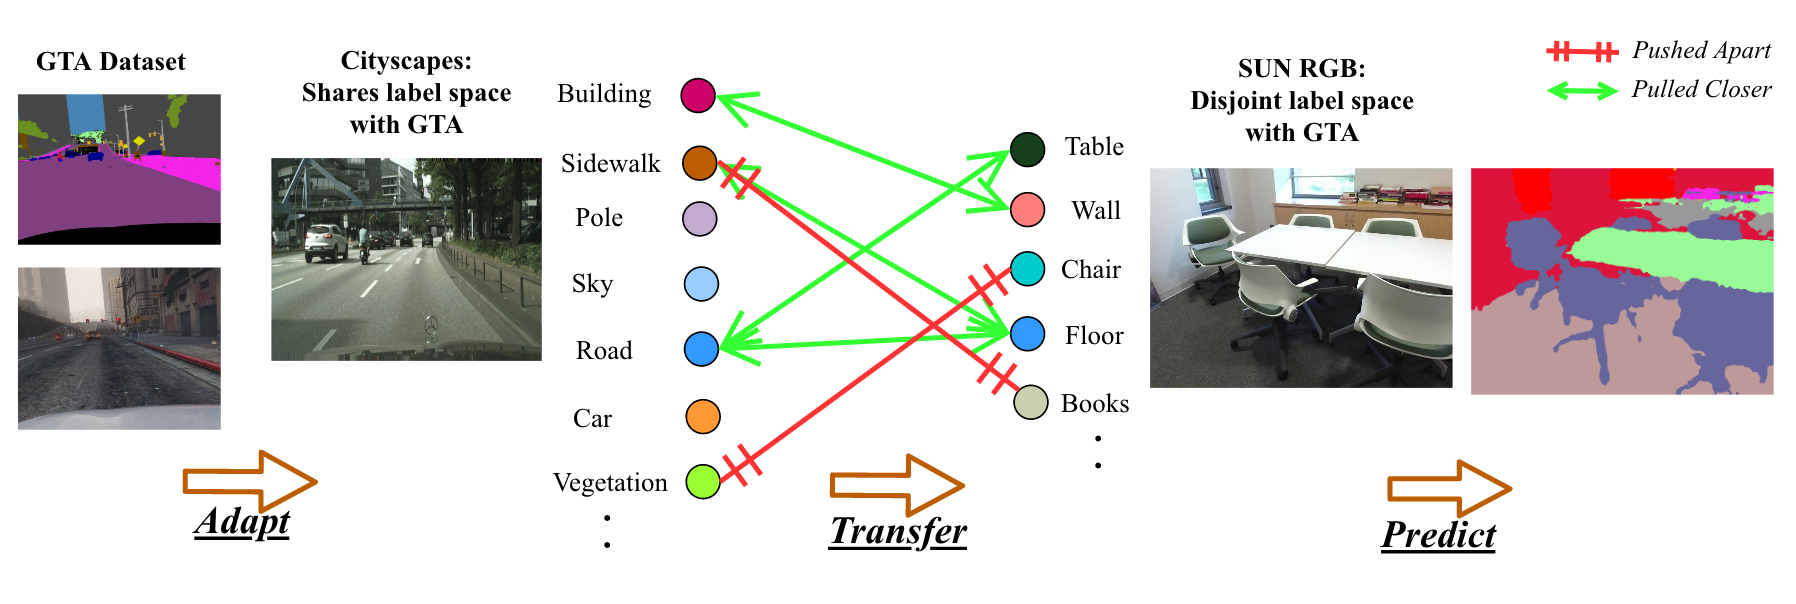 GTA Dataset
Cityscapes:
Shares label space
with GTA
Building
Sidewalk
Pole
Sky
Road
Car
Vegetation
Table
Wall
Chair
Floor
Books
SUN RGB:
Disjoint label space
with GTA
Pushed Apart
Pulled Closer
Adapt
Transfer
Predict